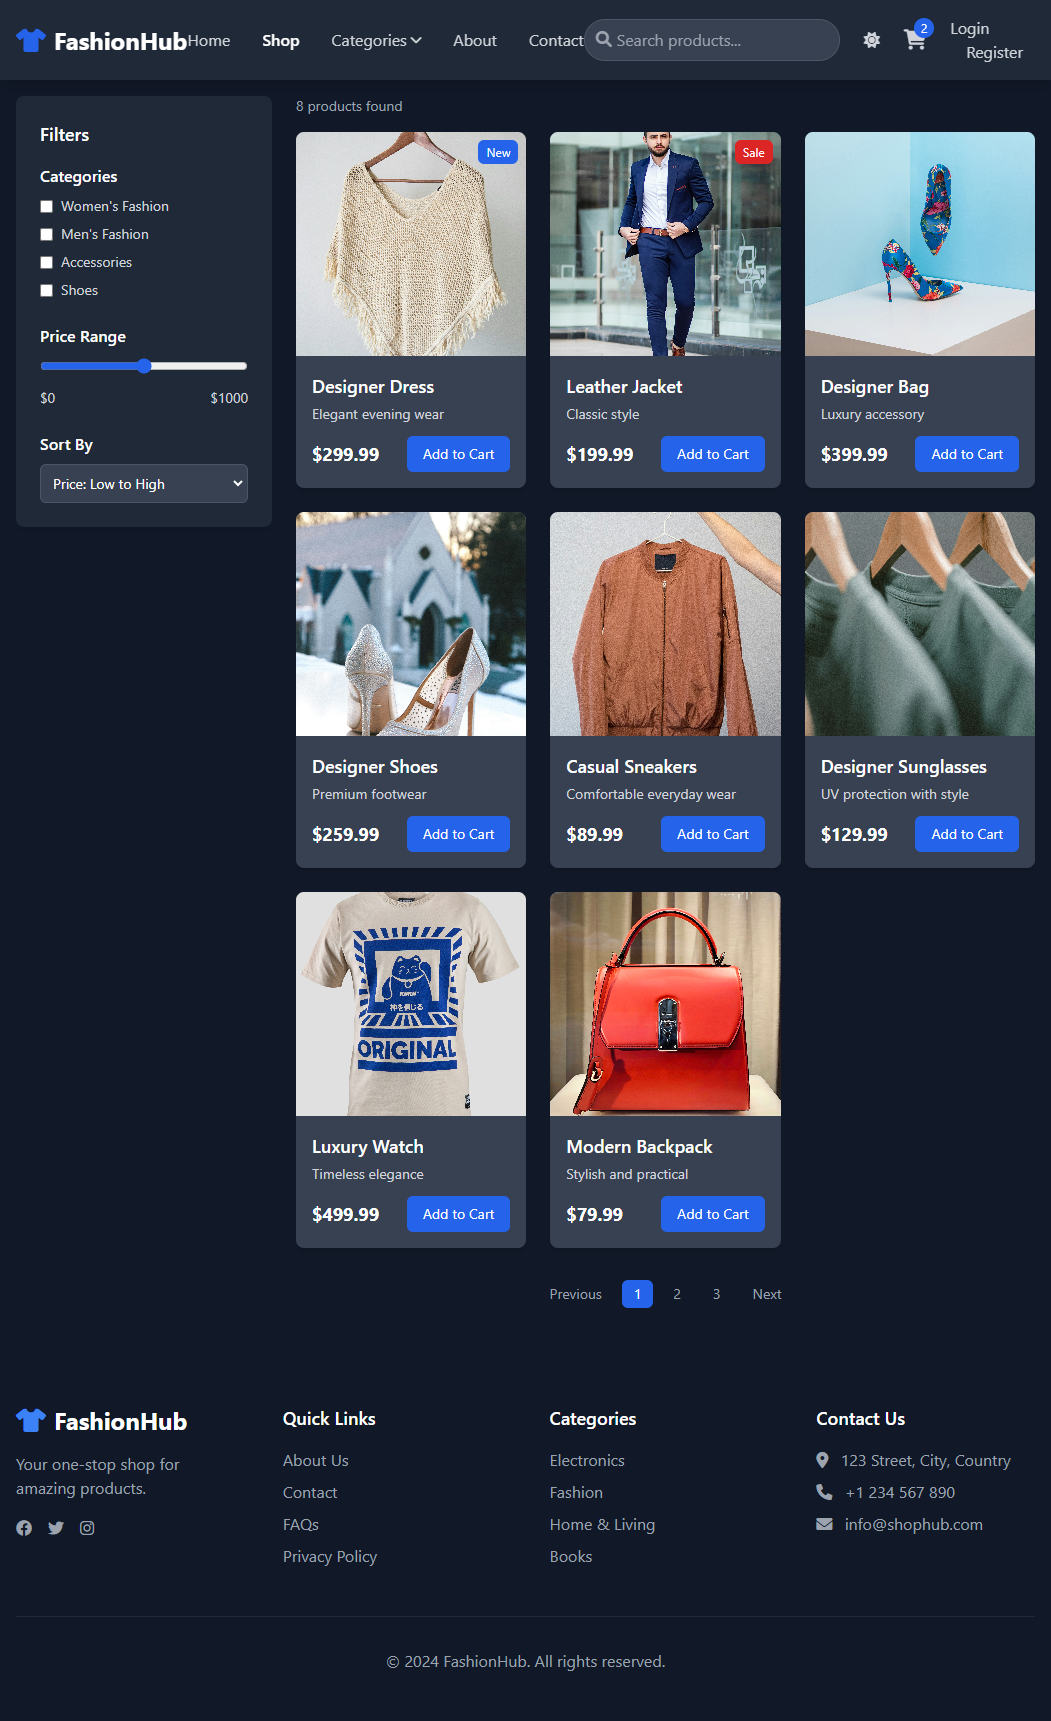 FashionHub
Home
Shop
Categories
About
Contact
Search products...
2
Login
Register
Filters
Categories
Women's Fashion
Men's Fashion
Accessories
Shoes
Price Range
$0 $1000
Sort By
Price: Low to High
8 products found
New
Designer Dress
Elegant evening wear
$299.99 Add to Cart
Sale
Leather Jacket
Classic style
$199.99 Add to Cart
Designer Bag
Luxury accessory
$399.99 Add to Cart
Designer Shoes
Premium footwear
$259.99 Add to Cart
Casual Sneakers
Comfortable everyday wear
$89.99 Add to Cart
Designer Sunglasses
UV protection with style
$129.99 Add to Cart
神を信じる
ORIGINAL
Luxury Watch
Timeless elegance
$499.99 Add to Cart
Modern Backpack
Stylish and practical
$79.99 Add to Cart
Previous 1 2 3 Next
FashionHub
Your one-stop shop for
amazing products.
Quick Links
About Us
Contact
FAQs
Privacy Policy
Categories
Electronics
Fashion
Home & Living
Books
Contact Us
123 Street, City, Country
+1 234 567 890
info@shophub.com
© 2024 FashionHub. All rights reserved.